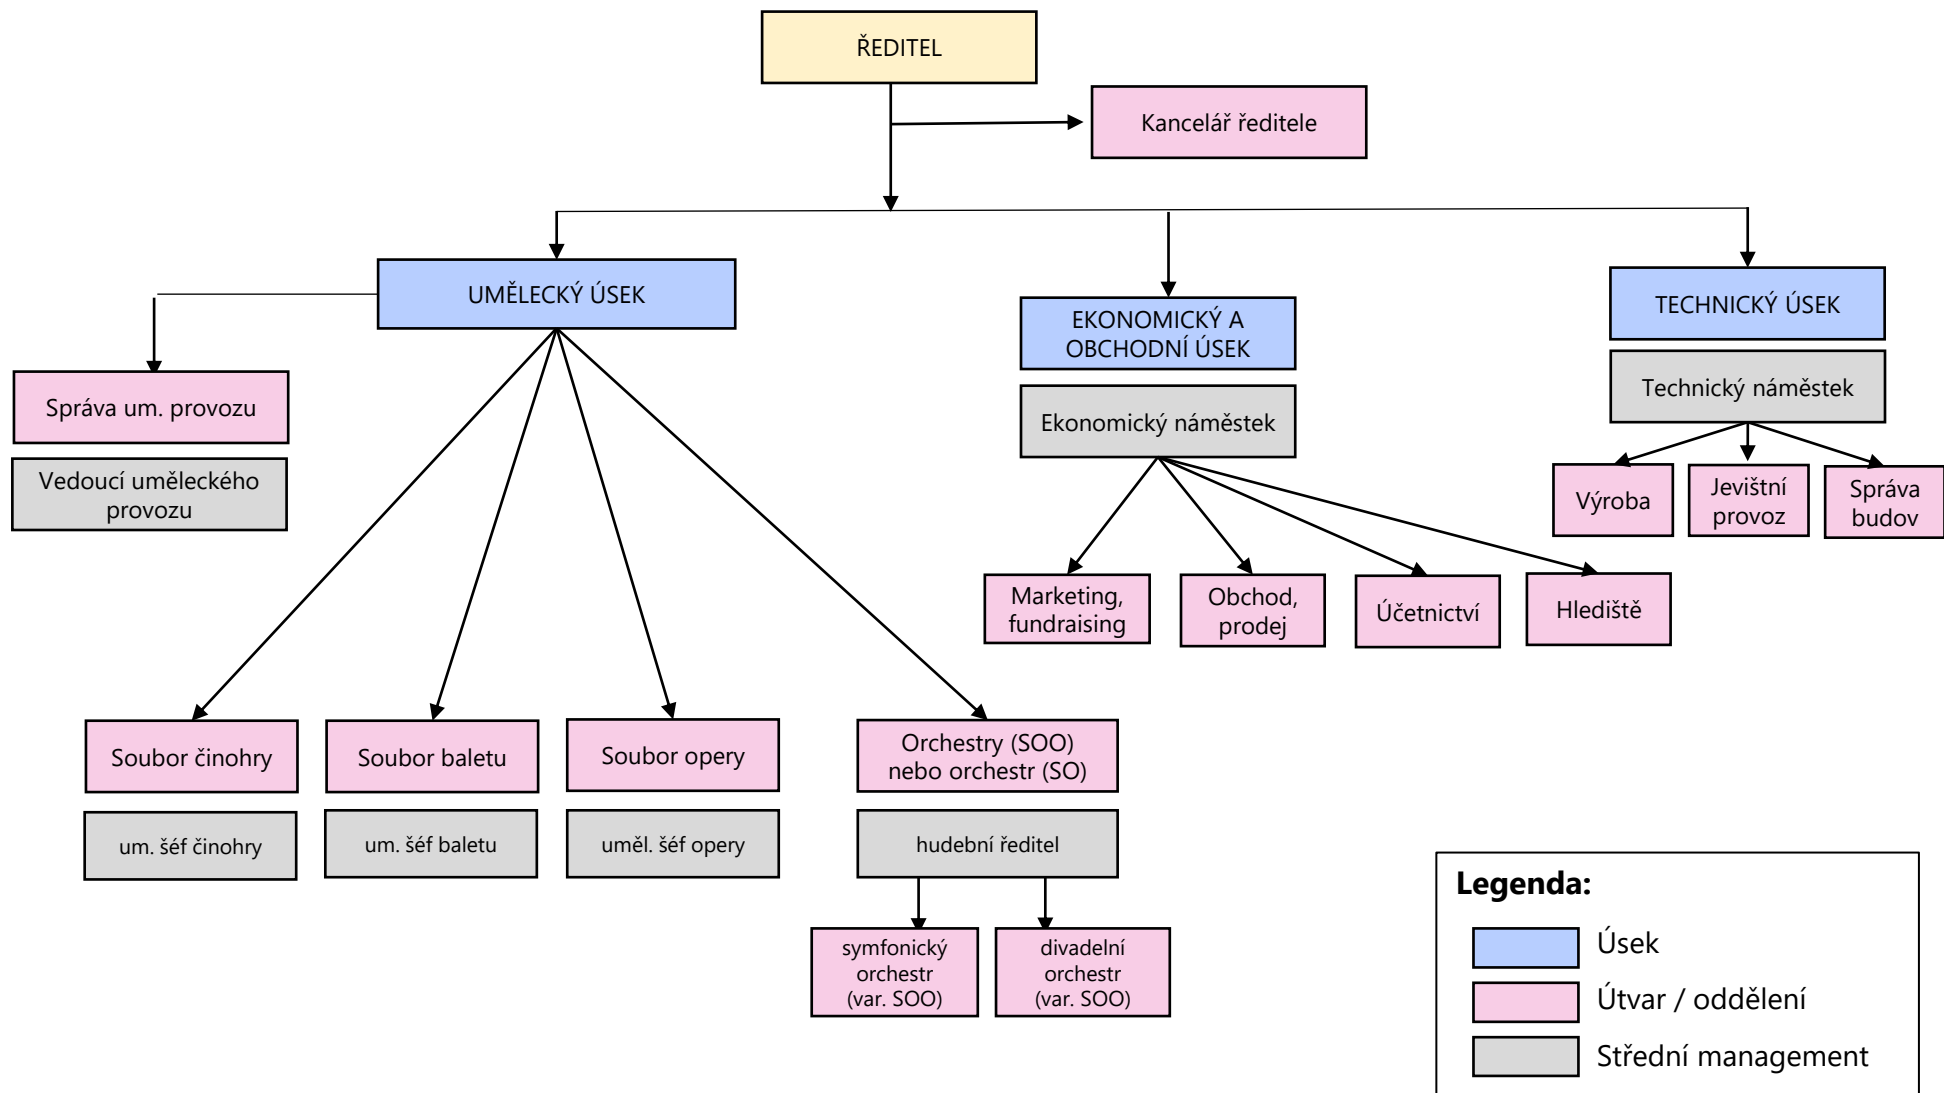 ŘEDITEL
Kancelář ředitele
UMĚLECKÝ ÚSEK
EKONOMICKÝ A
OBCHODNÍ ÚSEK
TECHNICKÝ ÚSEK
Správa um. provozu
Vedoucí uměleckého
provozu
Ekonomický náměstek
Technický náměstek
Výroba
Jevištní
provoz
Správa
budov
Marketing,
fundraising
Obchod,
prodej
Účetnictví
Hlediště
Soubor činohry
Soubor baletu
Soubor opery
Orchestry (SOO)
nebo orchestr (SO)
um. šéf činohry
um. šéf baletu
uměl. šéf opery
hudební ředitel
symfonický
orchestr
(var. SOO)
divadelní
orchestr
(var. SOO)
Legenda:
Úsek
Útvar / oddělení
Střední management